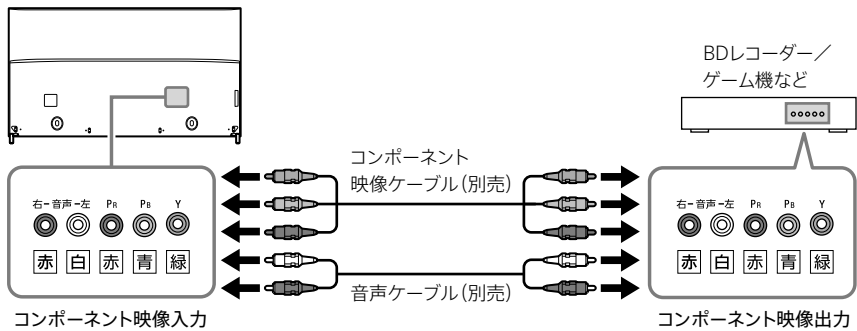 BDレコーダー／
ゲーム機など
コンポーネント
映像ケーブル(別売)
右-音声-左 PR PB Y
赤 白 赤 青 緑
コンポーネント映像入力
音声ケーブル(別売)
右-音声-左 PR PB Y
赤 白 赤 青 緑
コンポーネント映像出力